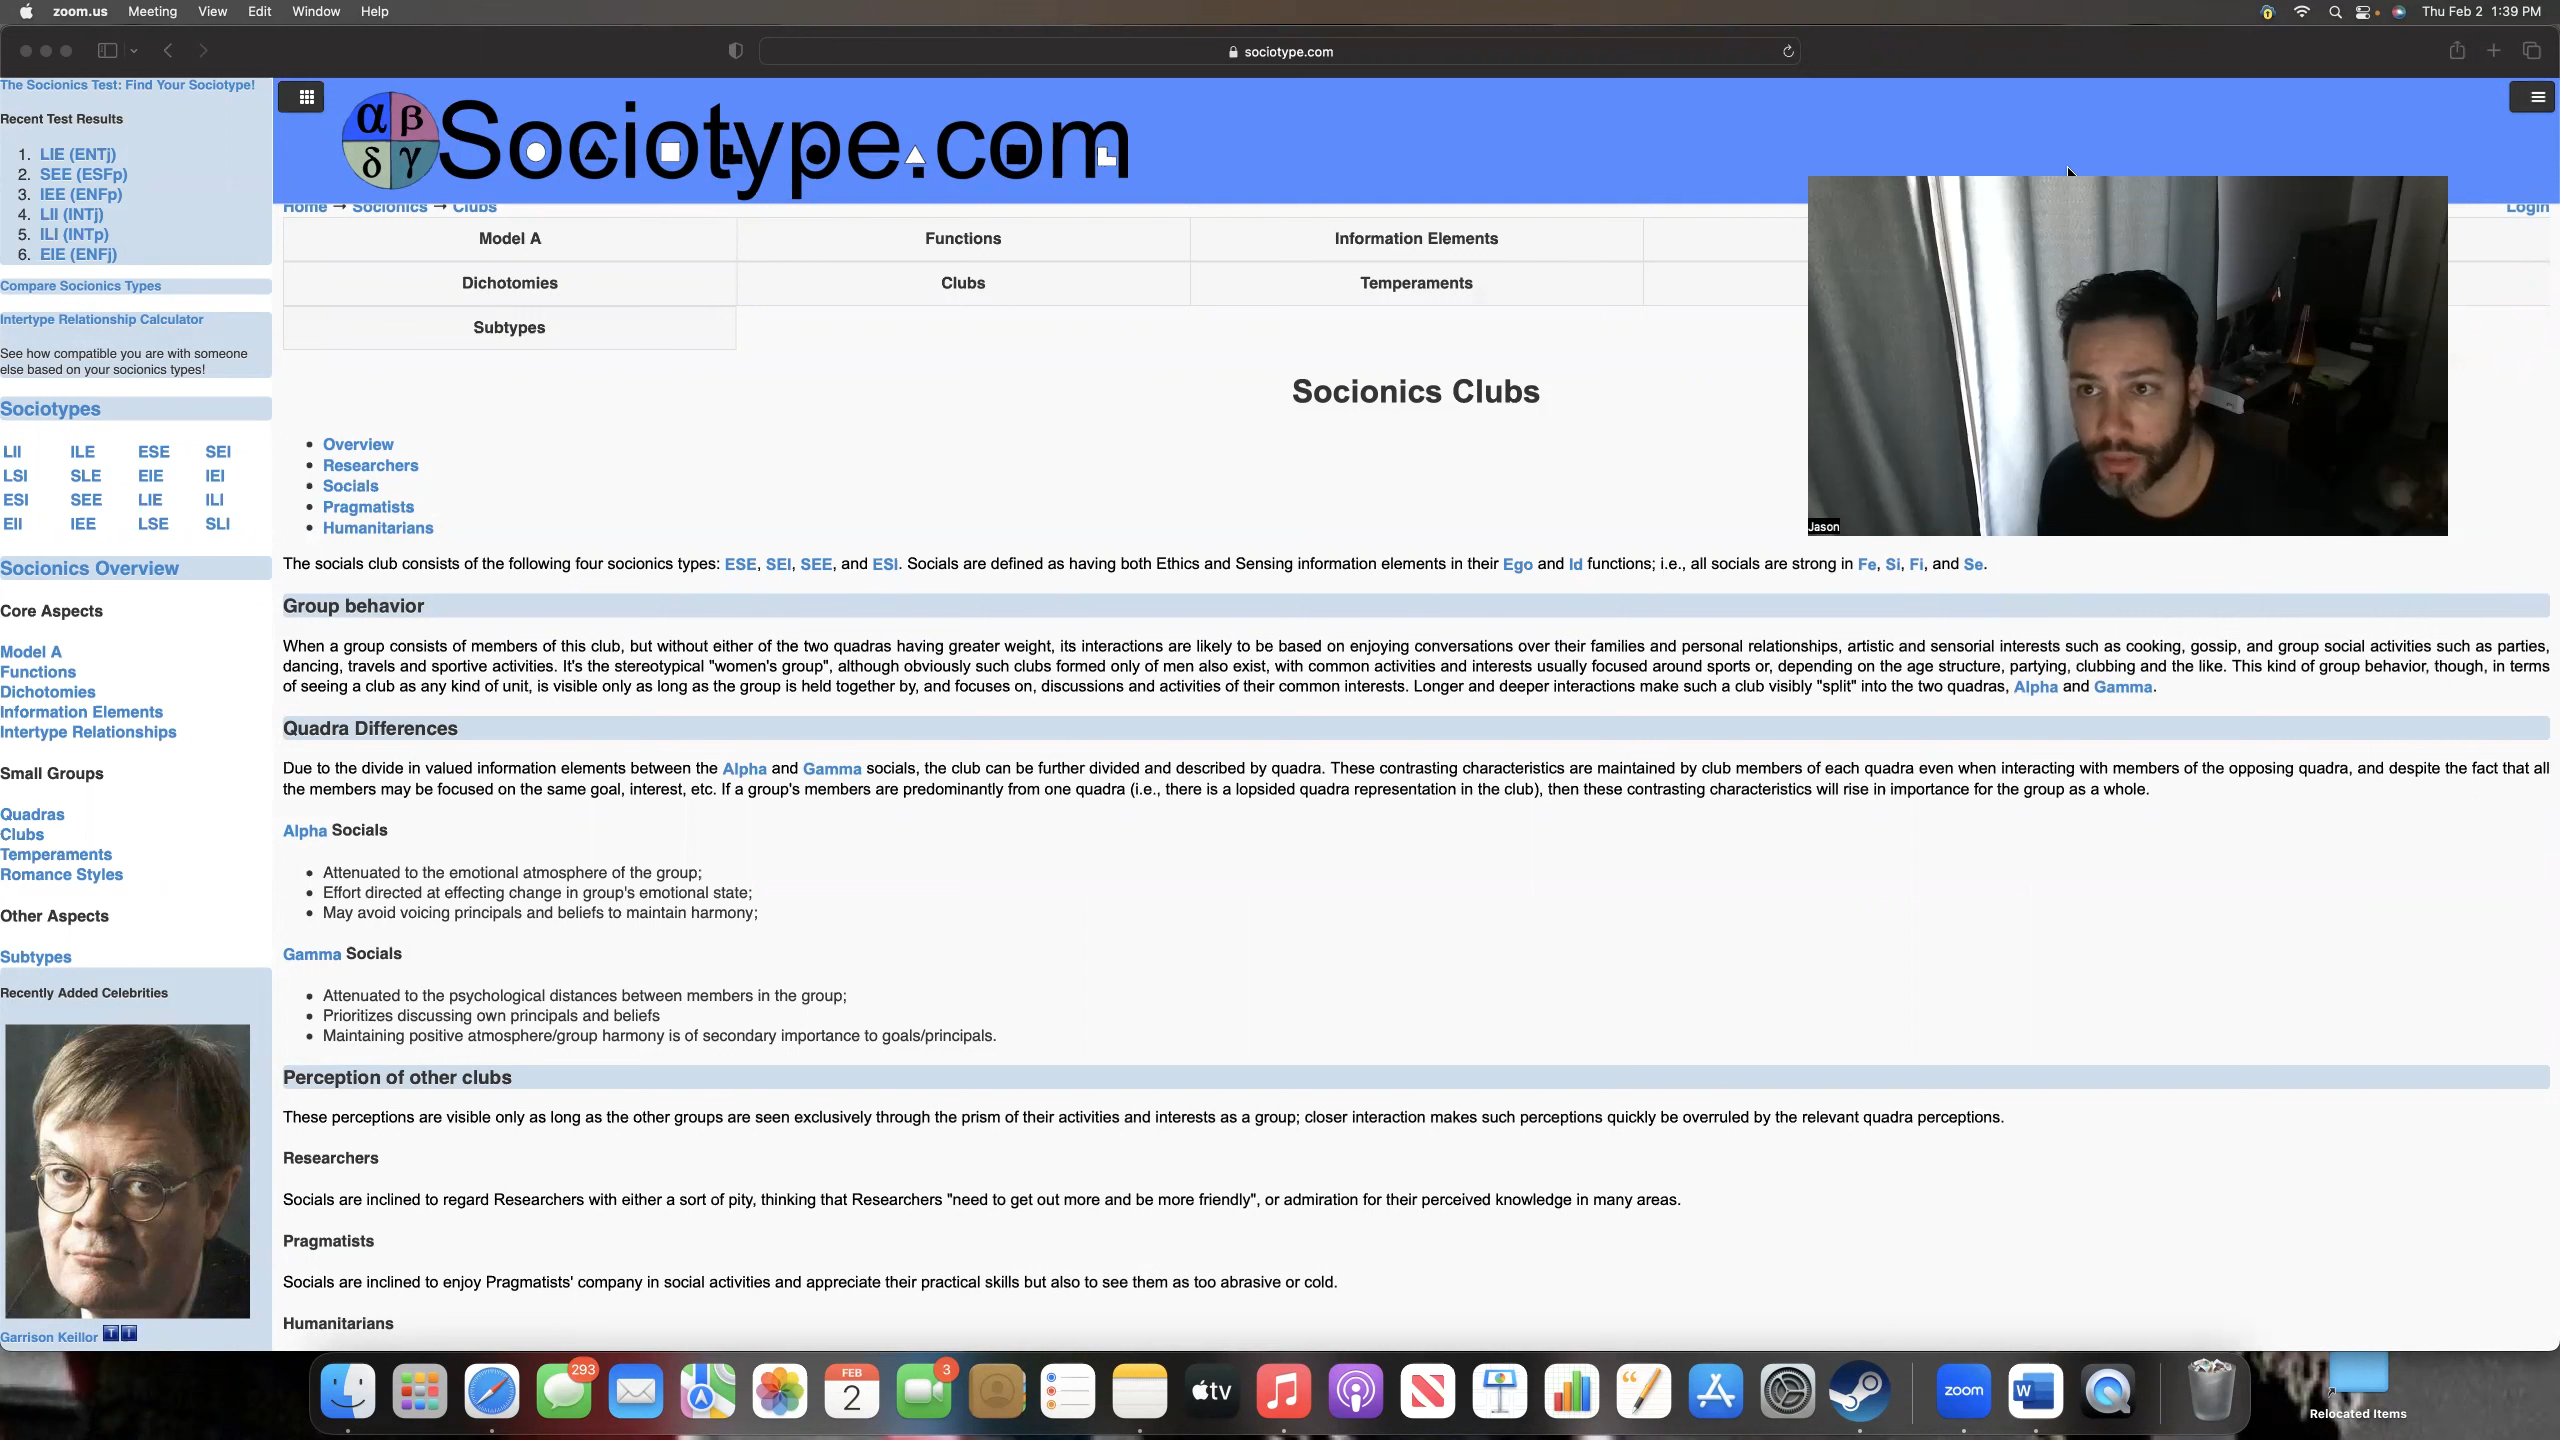 zoom.us Meeting View Edit Window Help
Thu Feb 2 1:39 PM
sociotype.com
The Socionics Test: Find Your Sociotype!
Recent Test Results
1. LIE (ENTj)
2. SEE (ESFp)
3. IEE (ENFp)
4. LII (INTj)
5. ILI (INTp)
6. EIE (ENFj)
Compare Socionics Types
Intertype Relationship Calculator
See how compatible you are with someone
else based on your socionics types!
Sociotypes
LII ILE ESE SEI
LSI SLE EIE IEI
ESI SEE LIE ILI
EII IEE LSE SLI
Socionics Overview
Core Aspects
Model A
Functions
Dichotomies
Information Elements
Intertype Relationships
Small Groups
Quadras
Clubs
Temperaments
Romance Styles
Other Aspects
Subtypes
Recently Added Celebrities
Garrison Keillor
α β
δ γ
Sociotype.com
Home → Socionics → Clubs
Login
Model A Functions Information Elements
Dichotomies Clubs Temperaments
Subtypes
Jason
Socionics Clubs
• Overview
• Researchers
• Socials
• Pragmatists
• Humanitarians
The socials club consists of the following four socionics types: ESE, SEI, SEE, and ESI. Socials are defined as having both Ethics and Sensing information elements in their Ego and Id functions; i.e., all socials are strong in Fe, Si, Fi, and Se.
Group behavior
When a group consists of members of this club, but without either of the two quadras having greater weight, its interactions are likely to be based on enjoying conversations over their families and personal relationships, artistic and sensorial interests such as cooking, gossip, and group social activities such as parties,
dancing, travels and sportive activities. It's the stereotypical "women's group", although obviously such clubs formed only of men also exist, with common activities and interests usually focused around sports or, depending on the age structure, partying, clubbing and the like. This kind of group behavior, though, in terms
of seeing a club as any kind of unit, is visible only as long as the group is held together by, and focuses on, discussions and activities of their common interests. Longer and deeper interactions make such a club visibly "split" into the two quadras, Alpha and Gamma.
Quadra Differences
Due to the divide in valued information elements between the Alpha and Gamma socials, the club can be further divided and described by quadra. These contrasting characteristics are maintained by club members of each quadra even when interacting with members of the opposing quadra, and despite the fact that all
the members may be focused on the same goal, interest, etc. If a group's members are predominantly from one quadra (i.e., there is a lopsided quadra representation in the club), then these contrasting characteristics will rise in importance for the group as a whole.
Alpha Socials
• Attenuated to the emotional atmosphere of the group;
• Effort directed at effecting change in group's emotional state;
• May avoid voicing principals and beliefs to maintain harmony;
Gamma Socials
• Attenuated to the psychological distances between members in the group;
• Prioritizes discussing own principals and beliefs
• Maintaining positive atmosphere/group harmony is of secondary importance to goals/principals.
Perception of other clubs
These perceptions are visible only as long as the other groups are seen exclusively through the prism of their activities and interests as a group; closer interaction makes such perceptions quickly be overruled by the relevant quadra perceptions.
Researchers
Socials are inclined to regard Researchers with either a sort of pity, thinking that Researchers "need to get out more and be more friendly", or admiration for their perceived knowledge in many areas.
Pragmatists
Socials are inclined to enjoy Pragmatists' company in social activities and appreciate their practical skills but also to see them as too abrasive or cold.
Humanitarians
293
FEB
2
3
tv
zoom
W
Relocated Items